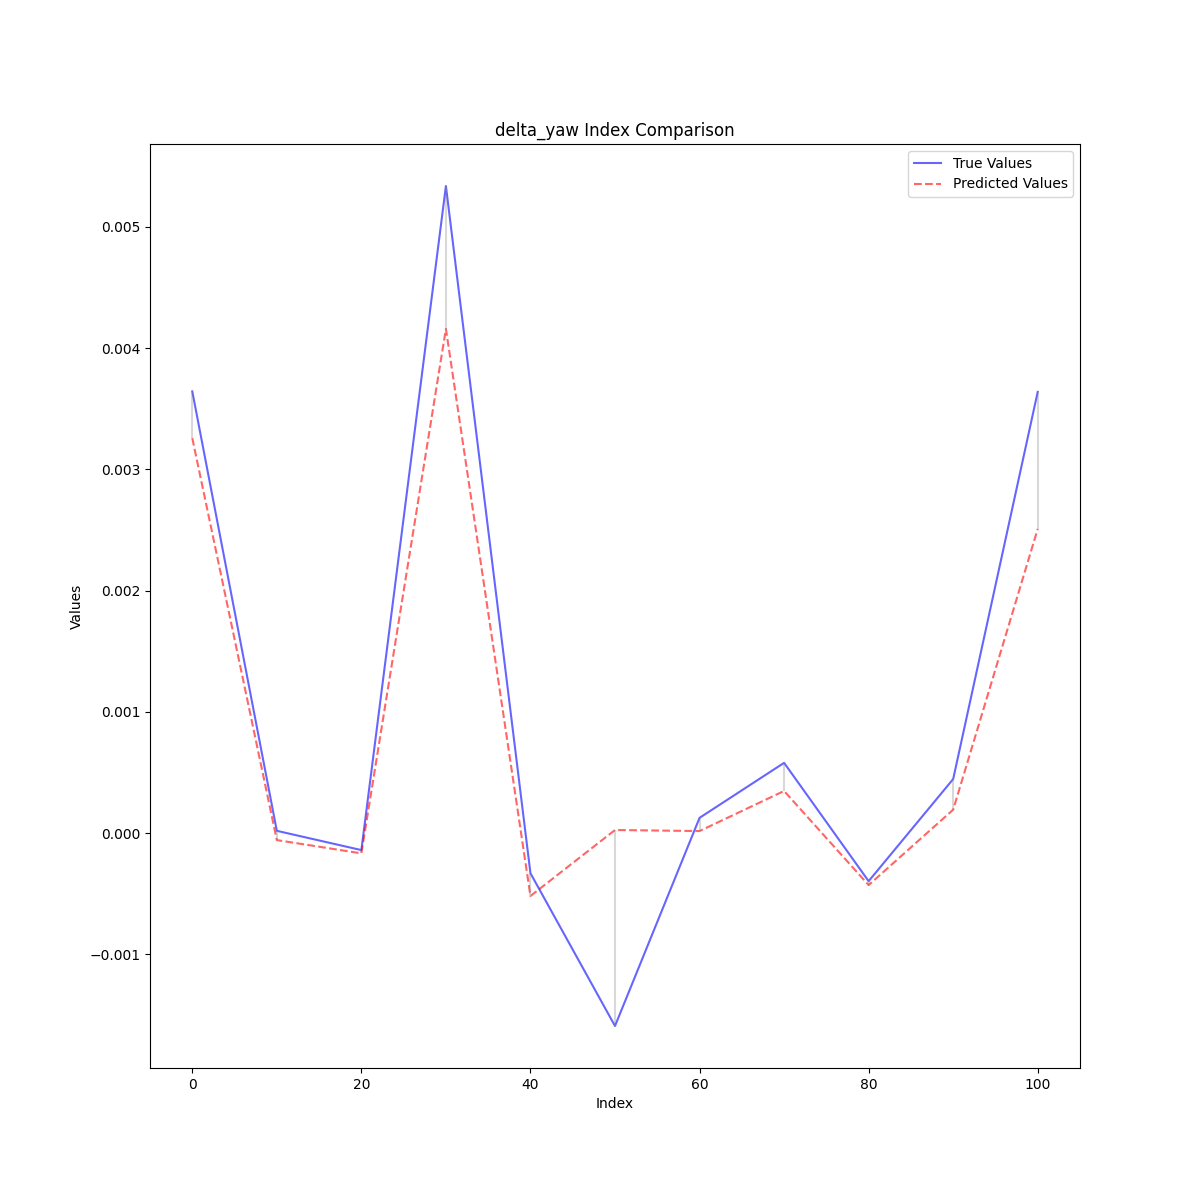 delta_yaw Index Comparison
True Values
Predicted Values
0.005
0.004
0.003
0.002
0.001
0.000
−0.001
Values
0 20 40 60 80 100
Index